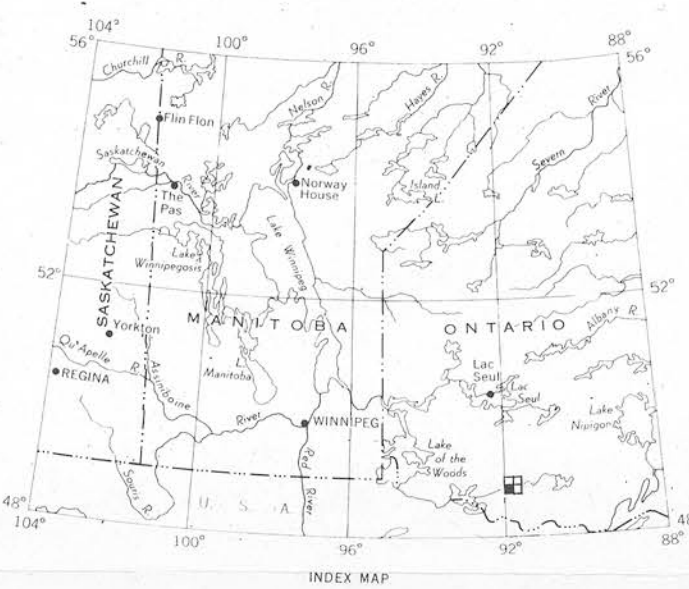 104°
100°
96°
92°
88°
56°
56°
Churchill R.
Nelson R.
Hayes R.
River
Flin Flon
Saskatchewan
River
Severn
The
Pas
Norway
House
Island
L.
SASKATCHEWAN
Lake
Winnipegosis
Lake Winnipeg
52°
52°
MANITOBA
ONTARIO
Albany R.
Yorkton
Qu'Appelle R.
L.
Manitoba
Lac
Seul
Lac
Seul
REGINA
Assiniboine
River
WINNIPEG
Lake
Nipigon
Lake
of the
Woods
Red River
Souris R.
U. S. A.
48°
48
104°
100°
96°
92°
88°
INDEX MAP